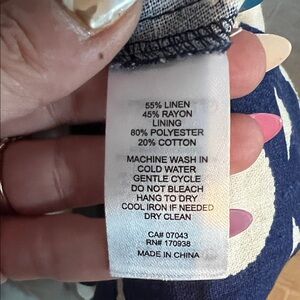 55% LINEN
45% RAYON
LINING
80% POLYESTER
20% COTTON
MACHINE WASH IN
COLD WATER
GENTLE CYCLE
DO NOT BLEACH
HANG TO DRY
COOL IRON IF NEEDED
DRY CLEAN
CA# 07043
RN# 170938
MADE IN CHINA